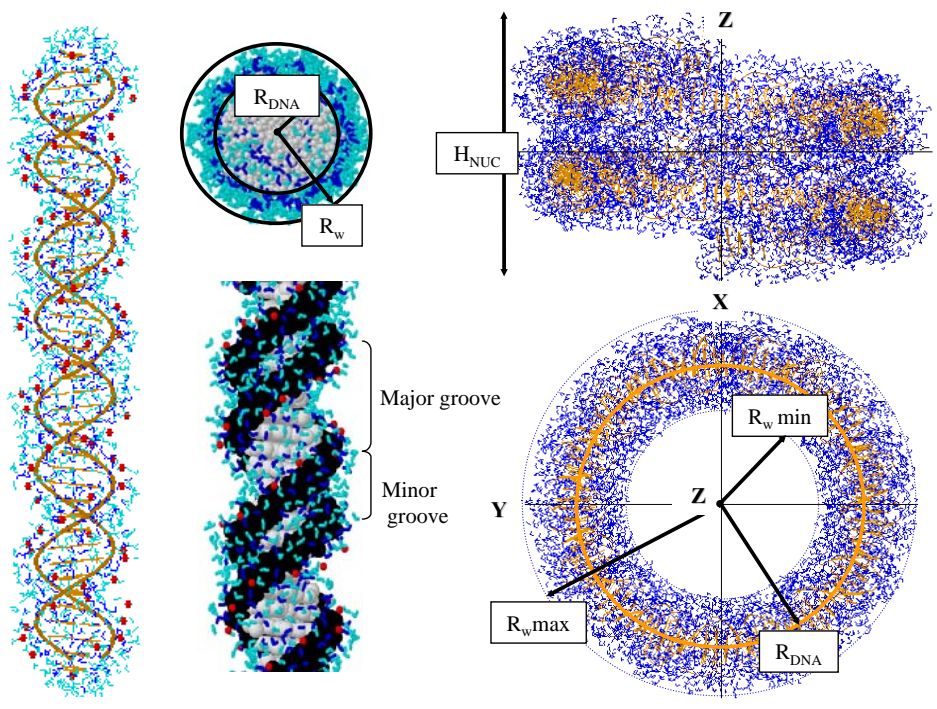 R_DNA
R_w
Major groove
Minor
groove
Z
H_NUC
X
R_w min
Y
Z
R_wmax
R_DNA